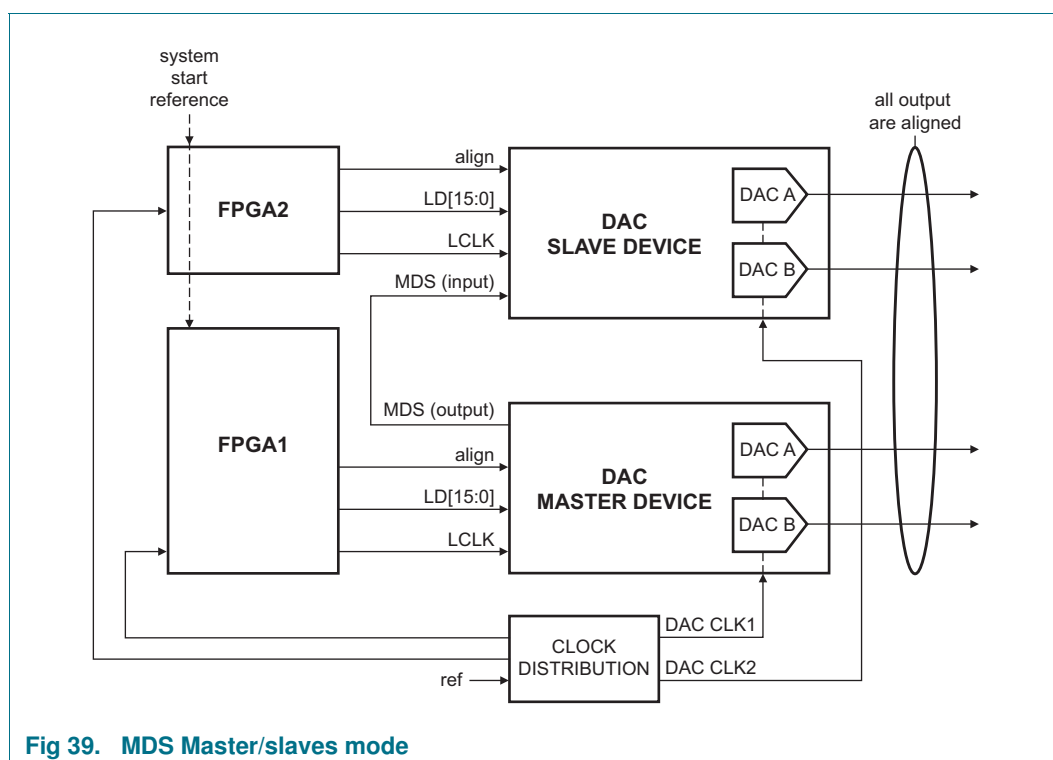 system
start
reference
all output
are aligned
FPGA2
align
LD[15:0]
LCLK
MDS (input)
DAC
SLAVE DEVICE
DAC A
DAC B
FPGA1
MDS (output)
align
LD[15:0]
LCLK
DAC
MASTER DEVICE
DAC A
DAC B
CLOCK
DISTRIBUTION
ref
DAC CLK1
DAC CLK2
Fig 39. MDS Master/slaves mode